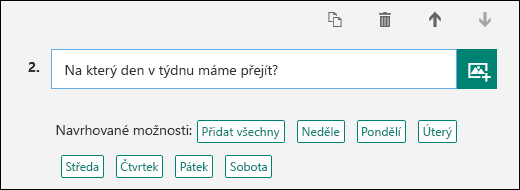 2. Na který den v týdnu máme přejít?
Navrhované možnosti: Přidat všechny Neděle Pondělí Úterý
Středa Čtvrtek Pátek Sobota